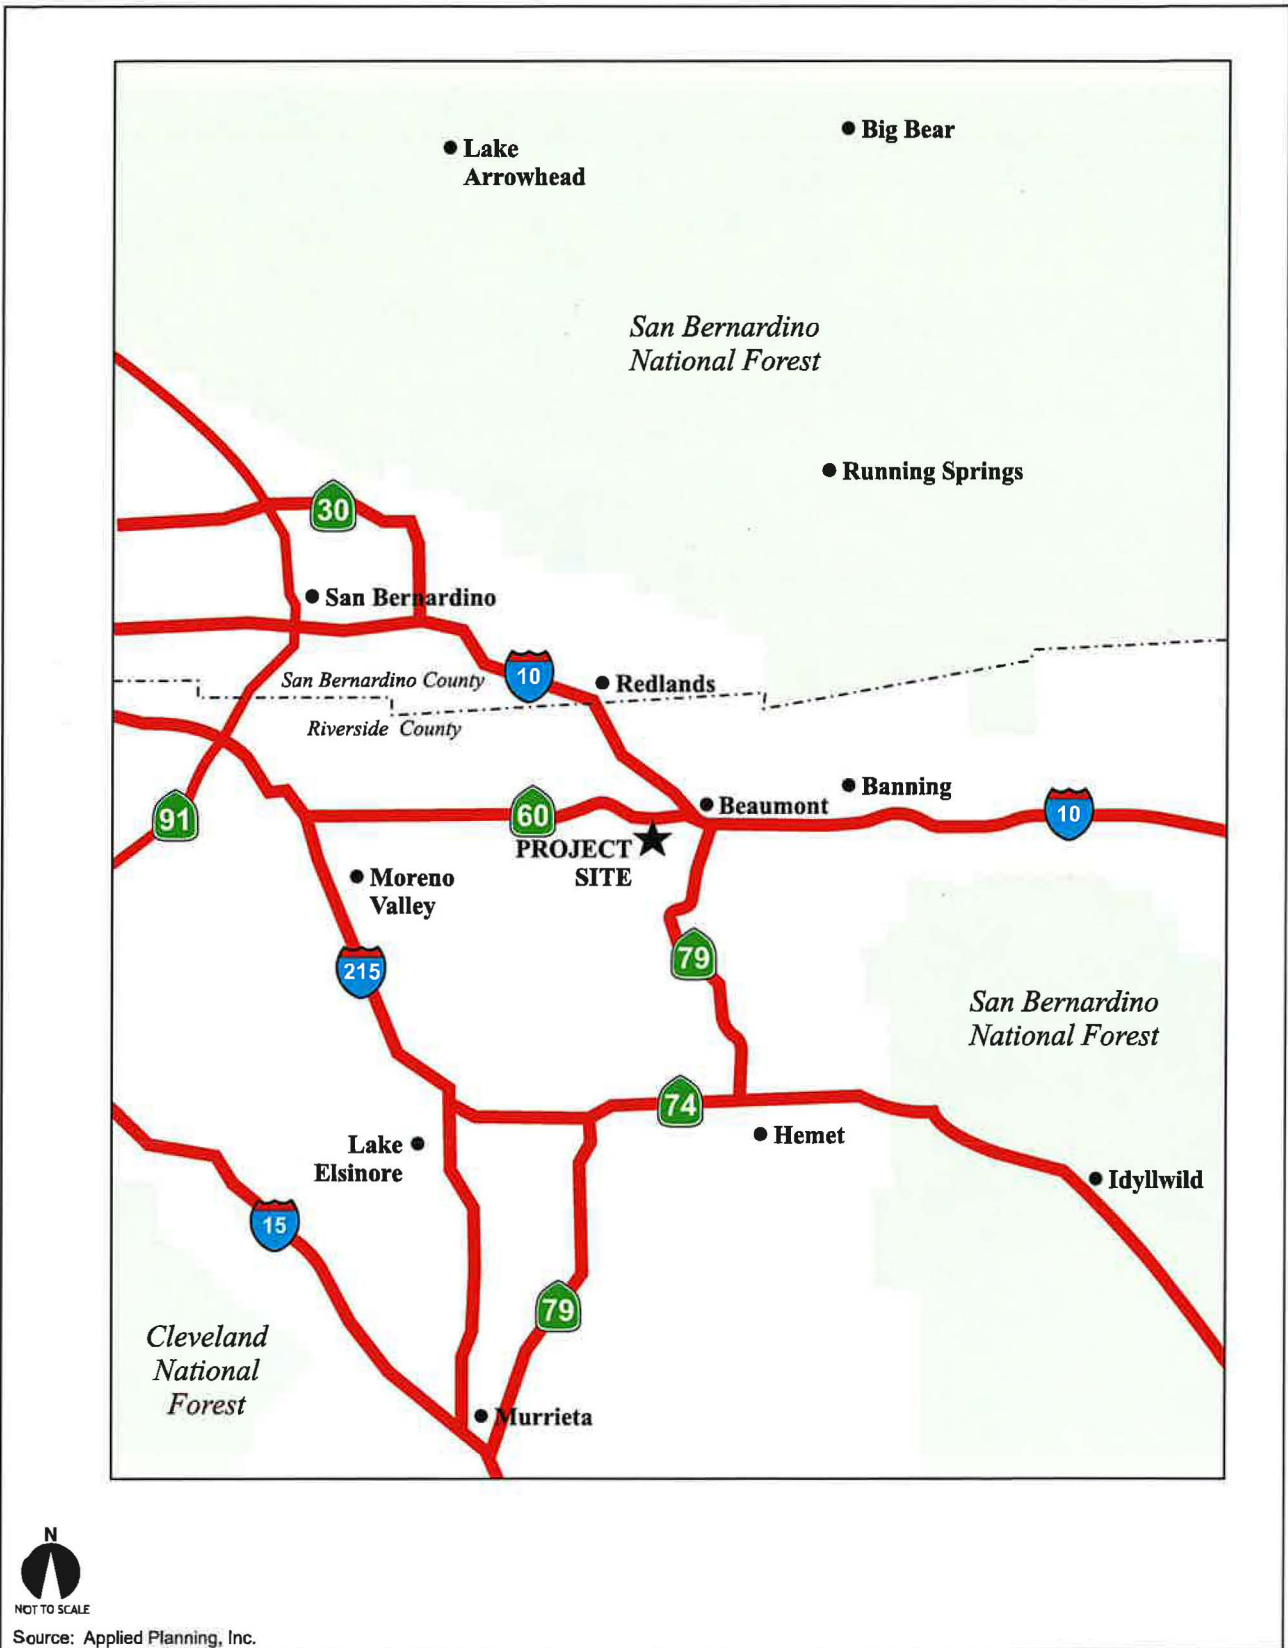 Big Bear
Lake
Arrowhead
San Bernardino
National Forest
Running Springs
30
San Bernardino
10
Redlands
San Bernardino County
Riverside County
Banning
Beaumont
10
60
91
PROJECT
SITE
Moreno
Valley
79
215
San Bernardino
National Forest
74
Hemet
Lake
Elsinore
Idyllwild
15
79
Cleveland
National
Forest
Murrieta
N
NOT TO SCALE
Source: Applied Planning, Inc.